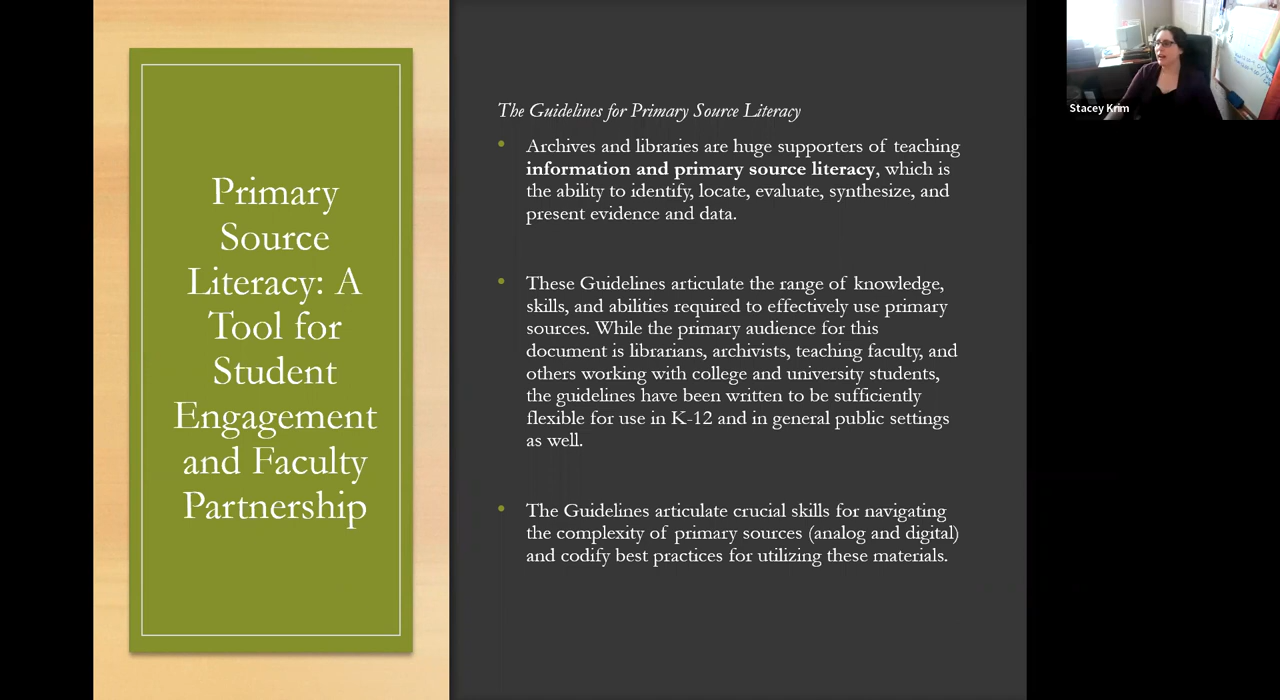 Primary
Source
Literacy: A
Tool for
Student
Engagement
and Faculty
Partnership
The Guidelines for Primary Source Literacy
• Archives and libraries are huge supporters of teaching
information and primary source literacy, which is
the ability to identify, locate, evaluate, synthesize, and
present evidence and data.
• These Guidelines articulate the range of knowledge,
skills, and abilities required to effectively use primary
sources. While the primary audience for this
document is librarians, archivists, teaching faculty, and
others working with college and university students,
the guidelines have been written to be sufficiently
flexible for use in K-12 and in general public settings
as well.
• The Guidelines articulate crucial skills for navigating
the complexity of primary sources (analog and digital)
and codify best practices for utilizing these materials.
Stacey Krim